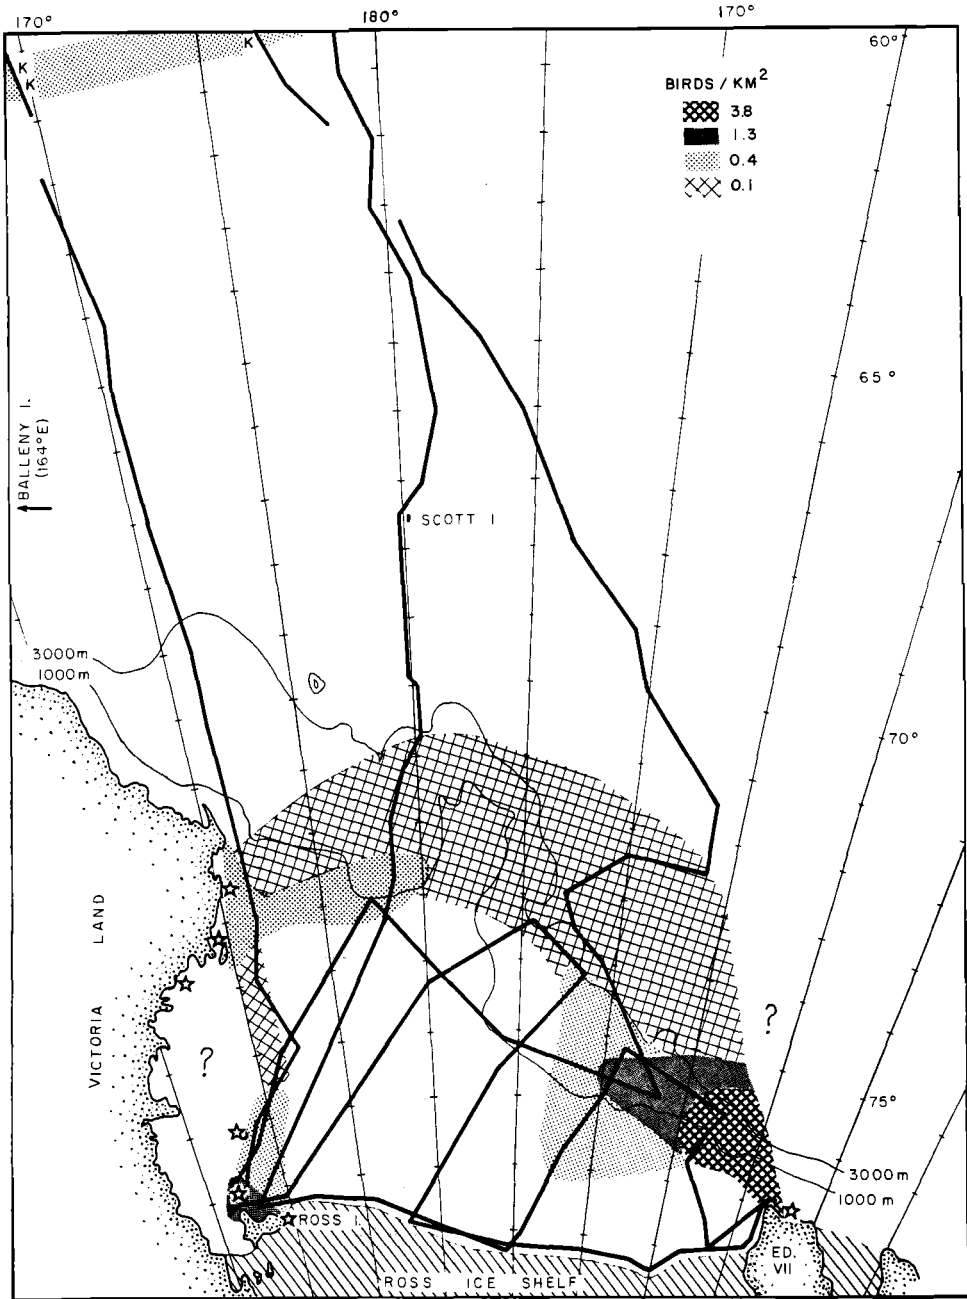 170° 180° 170°
60°
K
K
K
BIRDS / KM²
3.8
1.3
0.4
0.1
65°
BALLENY I.
(164°E)
SCOTT I
3000m
1000m
70°
VICTORIA LAND
?
?
75°
3000m
1000m
ROSS I.
ED.
VII
ROSS ICE SHELF